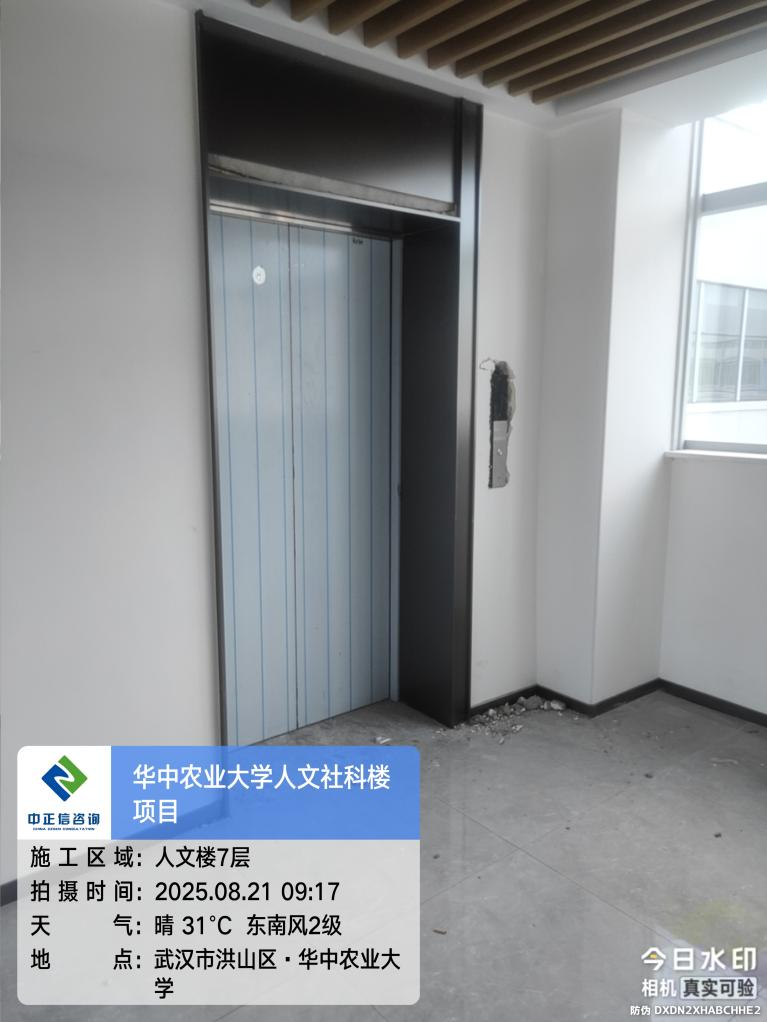 中正信咨询
华中农业大学人文社科楼
项目
施工区域：人文楼7层
拍摄时间：2025.08.21 09:17
天气：晴 31℃ 东南风2级
地点：武汉市洪山区·华中农业大
学
今日水印
相机 真实可验
防伪 DXDN2XHABCHHE2